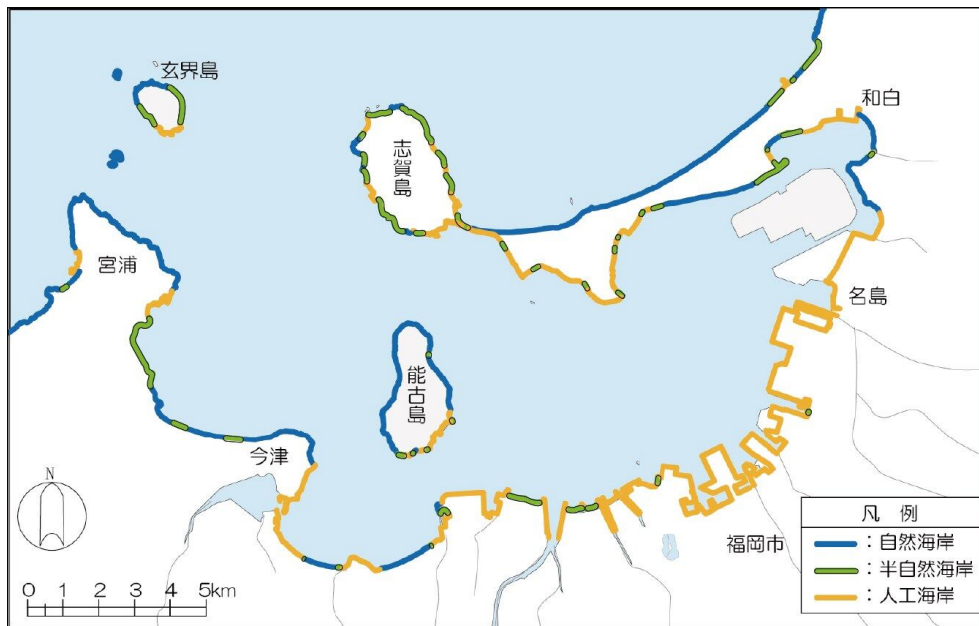 玄界島
和白
志賀島
宮浦
名島
能古島
今津
N
福岡市
凡 例
：自然海岸
：半自然海岸
：人工海岸
0 1 2 3 4 5km